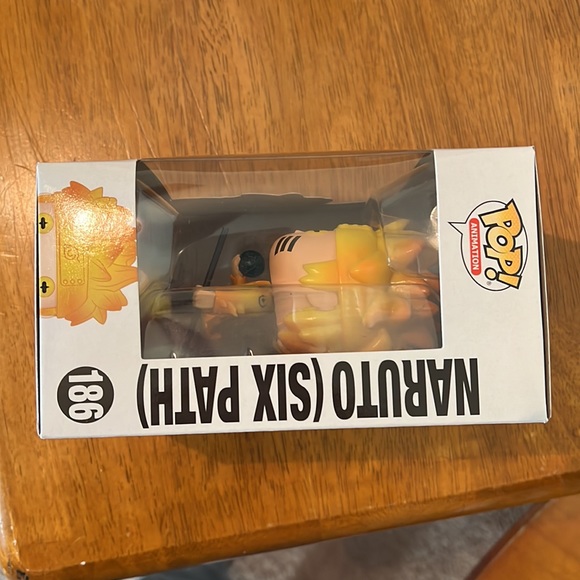 POP!
ANIMATION
®
NARUTO (SIX PATH)
186